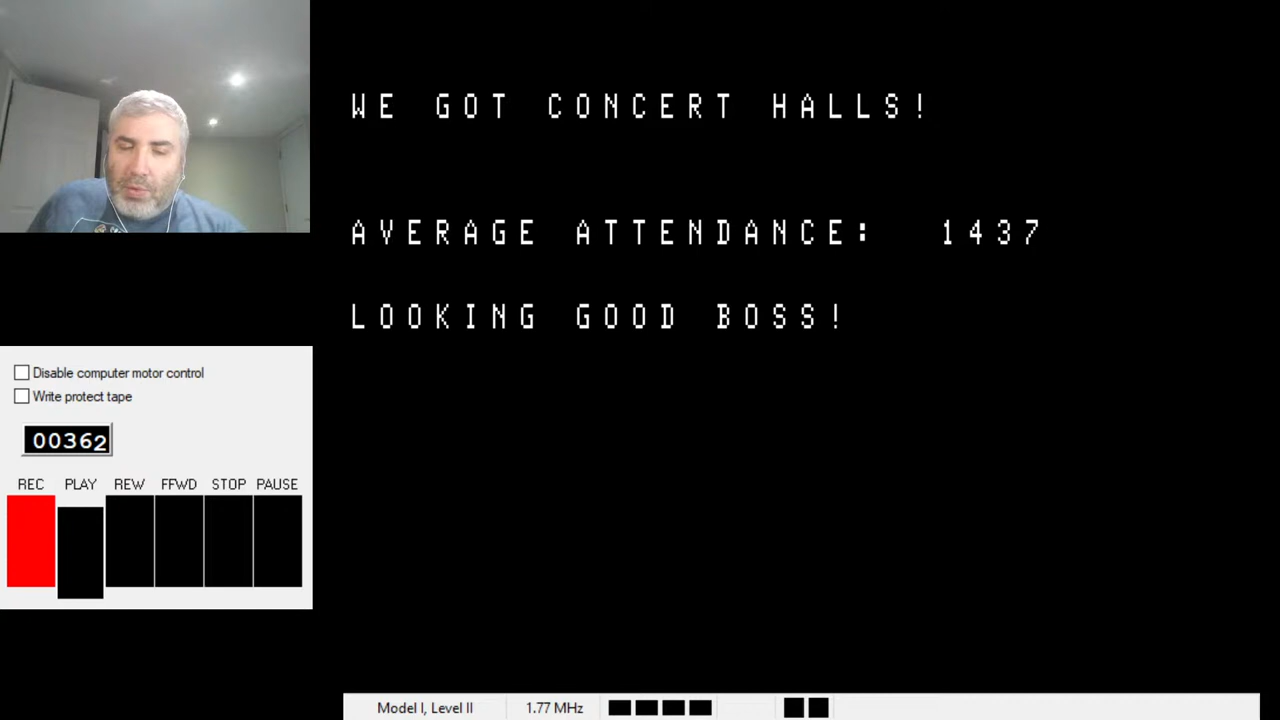 WE GOT CONCERT HALLS!
AVERAGE ATTENDANCE: 1437
LOOKING GOOD BOSS!
Disable computer motor control
Write protect tape
00362
REC PLAY REW FFWD STOP PAUSE
Model I, Level II 1.77 MHz